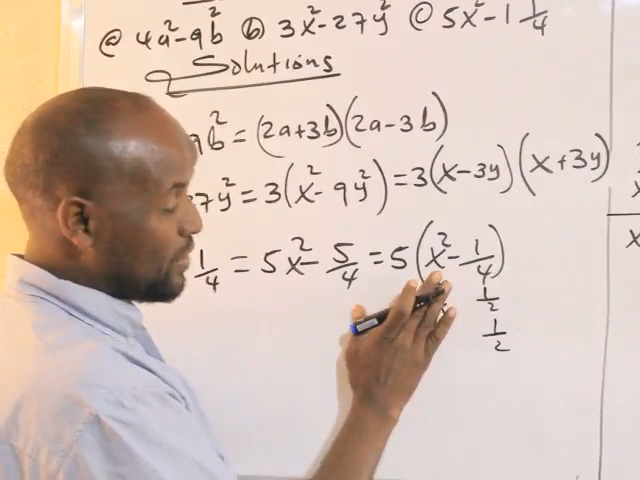 ⓐ 4a²-9b² ⓑ 3x²-27y² ⓒ 5x²-1 1/4
Solutions
9b² = (2a+3b)(2a-3b)
27y² = 3(x²-9y²) = 3(x-3y)(x+3y)
1/4 = 5x² - 5/4 = 5(x² - 1/4)
1/2
1/2
x